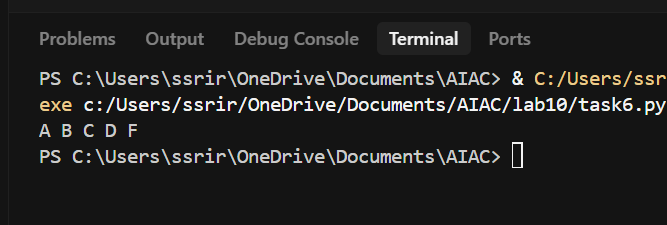 Problems Output Debug Console Terminal Ports
PS C:\Users\ssrir\OneDrive\Documents\AIAC> & C:/Users/ssr
exe c:/Users/ssrir/OneDrive/Documents/AIAC/lab10/task6.py
A B C D F
PS C:\Users\ssrir\OneDrive\Documents\AIAC>